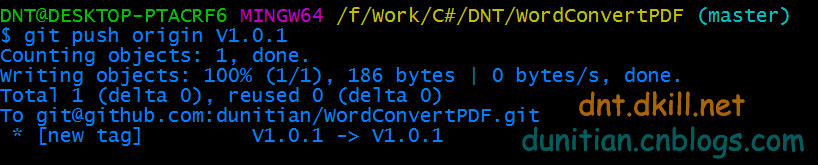 DNT@DESKTOP-PTACRF6 MINGW64 /f/Work/C#/DNT/WordConvertPDF (master)
$ git push origin V1.0.1
Counting objects: 1, done.
Writing objects: 100% (1/1), 186 bytes | 0 bytes/s, done.
Total 1 (delta 0), reused 0 (delta 0)
To git@github.com:dunitian/WordConvertPDF.git
 * [new tag]         V1.0.1 -> V1.0.1
dnt.dkill.net
dunitian.cnblogs.com